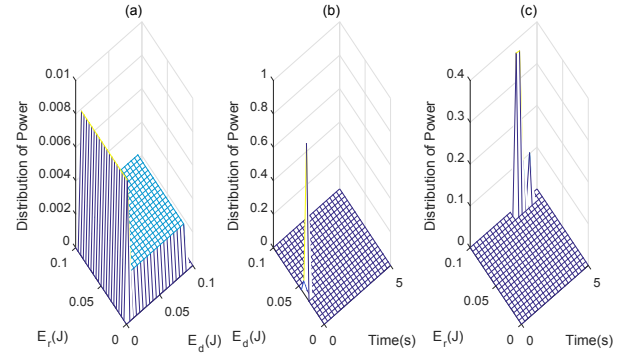 (a)
Distribution of Power
0.01
0.008
0.006
0.004
0.002
0
0.1
0.05
0
E_r(J)
0
0.05
0.1
E_d(J)
(b)
Distribution of Power
1
0.8
0.6
0.4
0.2
0
0.1
0.05
0
E_d(J)
0
5
Time(s)
(c)
Distribution of Power
0.4
0.3
0.2
0.1
0
0.1
0.05
0
E_r(J)
0
5
Time(s)